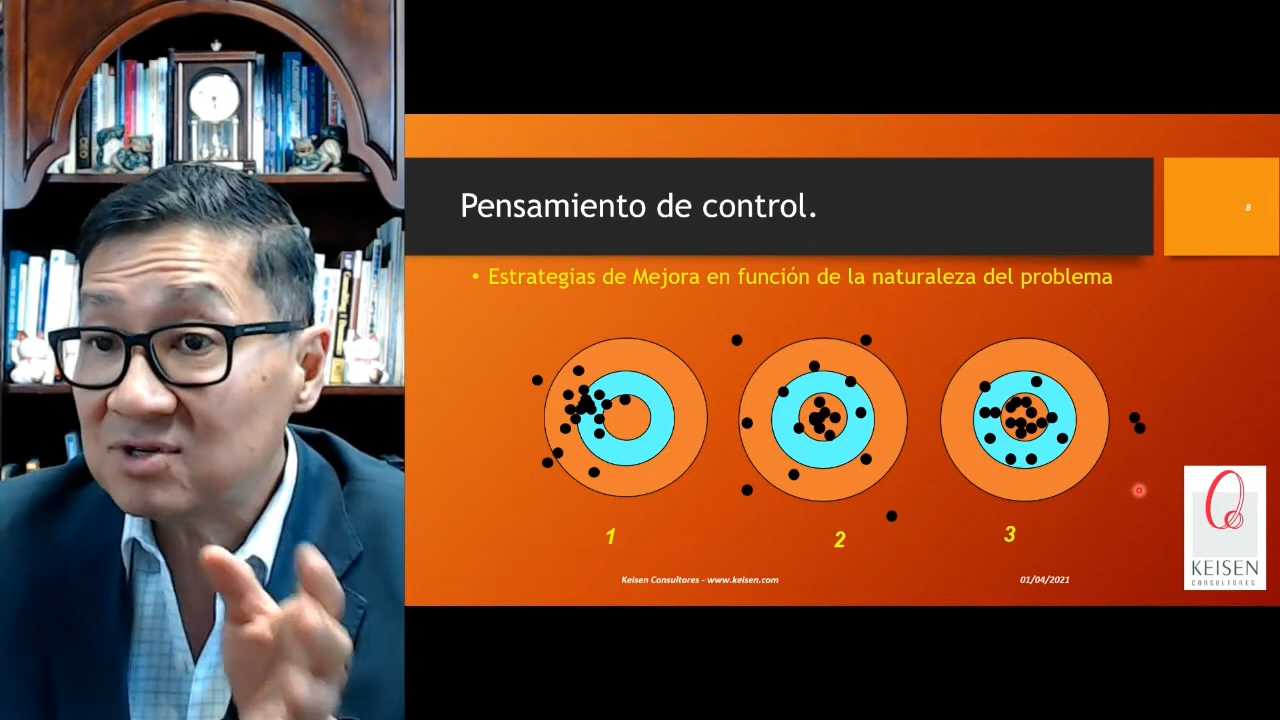 Pensamiento de control.
8
• Estrategias de Mejora en función de la naturaleza del problema
1
2
3
Keisen Consultores - www.keisen.com
01/04/2021
KEISEN
CONSULTORES